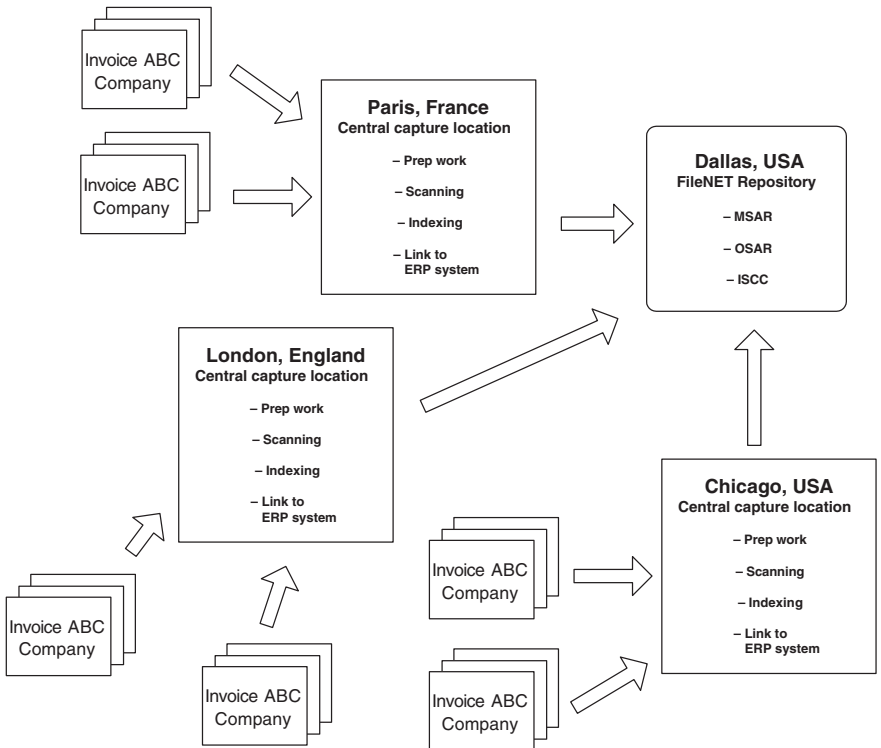 Invoice ABC
Company
Invoice ABC
Company
Paris, France
Central capture location
– Prep work
– Scanning
– Indexing
– Link to
ERP system
Dallas, USA
FileNET Repository
– MSAR
– OSAR
– ISCC
London, England
Central capture location
– Prep work
– Scanning
– Indexing
– Link to
ERP system
Chicago, USA
Central capture location
– Prep work
– Scanning
– Indexing
– Link to
ERP system
Invoice ABC
Company
Invoice ABC
Company
Invoice ABC
Company
Invoice ABC
Company